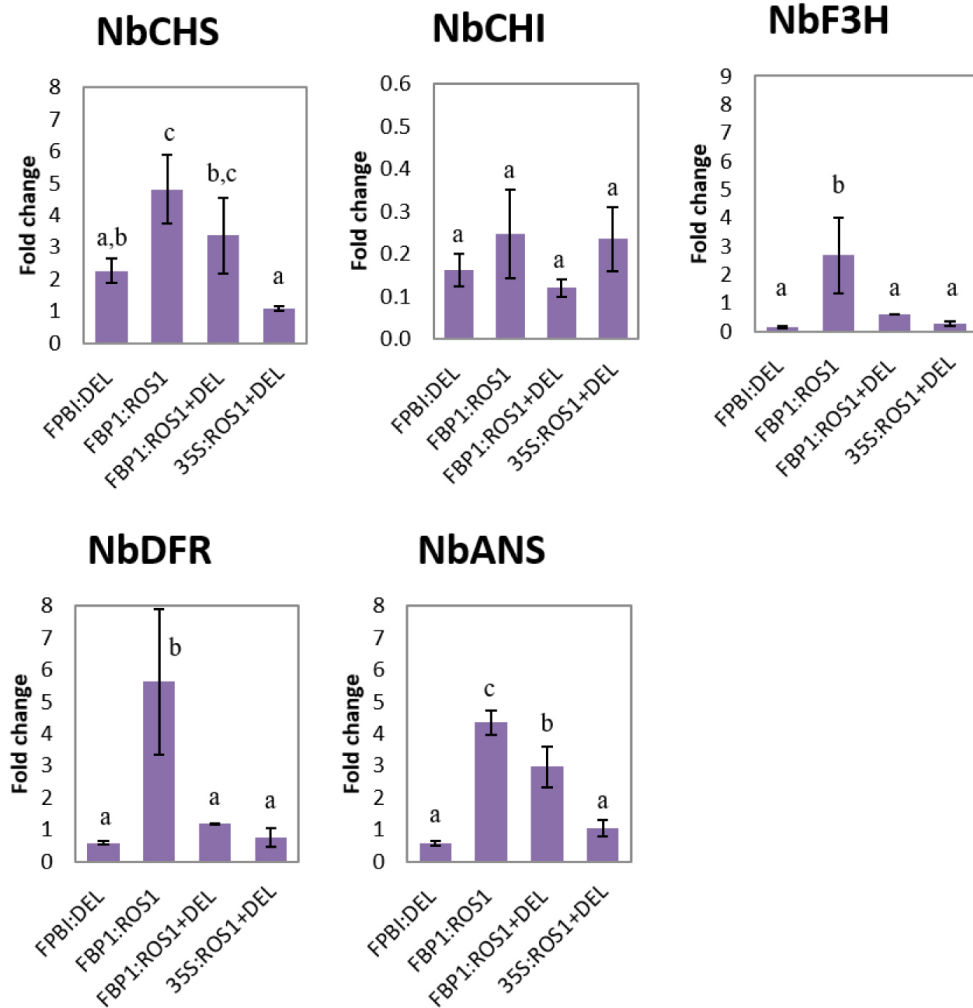 NbCHS
Fold change
8
7
6
5
4
3
2
1
0
a,b
c
b,c
a
FPBI:DEL
FBP1:ROS1
FBP1:ROS1+DEL
35S:ROS1+DEL
NbCHI
Fold change
0.6
0.5
0.4
0.3
0.2
0.1
0.0
a
a
a
a
FPBI:DEL
FBP1:ROS1
FBP1:ROS1+DEL
35S:ROS1+DEL
NbF3H
Fold change
9
8
7
6
5
4
3
2
1
0
a
b
a
a
FPBI:DEL
FBP1:ROS1
FBP1:ROS1+DEL
35S:ROS1+DEL
NbDFR
Fold change
8
7
6
5
4
3
2
1
0
a
b
a
a
FPBI:DEL
FBP1:ROS1
FBP1:ROS1+DEL
35S:ROS1+DEL
NbANS
Fold change
8
7
6
5
4
3
2
1
0
a
c
b
a
FPBI:DEL
FBP1:ROS1
FBP1:ROS1+DEL
35S:ROS1+DEL